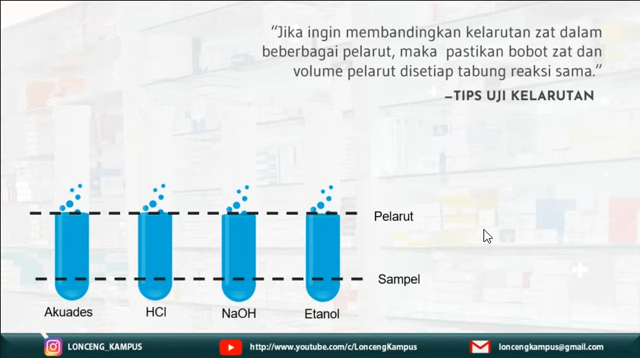 “Jika ingin membandingkan kelarutan zat dalam
beberbagai pelarut, maka pastikan bobot zat dan
volume pelarut disetiap tabung reaksi sama.”
–TIPS UJI KELARUTAN
Pelarut
Sampel
Akuades HCl NaOH Etanol
LONCENG_KAMPUS http://www.youtube.com/c/LoncengKampus loncengkampus@gmail.com